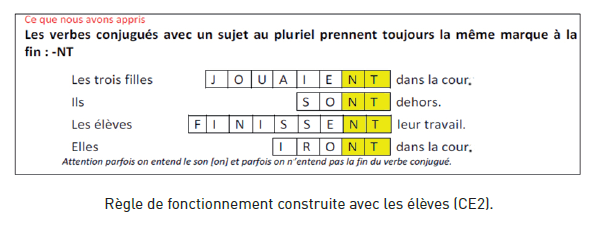 Ce que nous avons appris
Les verbes conjugués avec un sujet au pluriel prennent toujours la même marque à la
fin : -NT
Les trois filles JOUAIENT dans la cour.
Ils SONT dehors.
Les élèves FINISSENT leur travail.
Elles IRONT dans la cour.
Attention parfois on entend le son [on] et parfois on n'entend pas la fin du verbe conjugué.
Règle de fonctionnement construite avec les élèves (CE2).